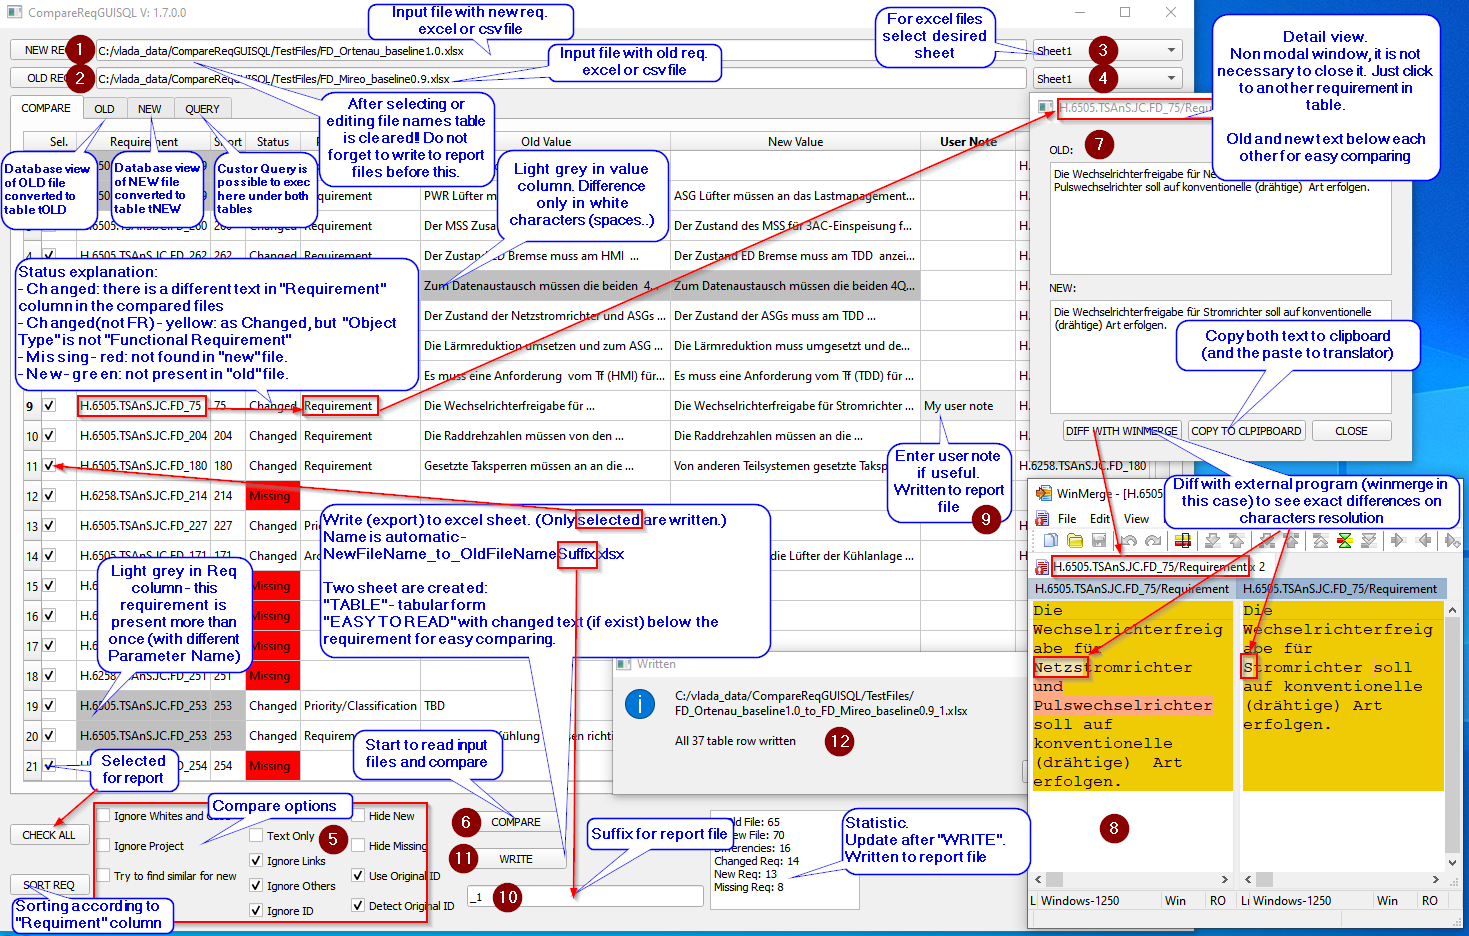 CompareReqGUISQL V: 1.7.0.0
Input file with new req.
excel or csv file
For excel files
select desired
sheet
NEW RE
1
C:/vlada_data/CompareReqGUISQL/TestFiles/FD_Ortenau_baseline1.0.xlsx
Sheet1
3
Input file with old req.
excel or csv file
OLD REQ
2
C:/vlada_data/CompareReqGUISQL/TestFiles/FD_Mireo_baseline0.9.xlsx
Sheet1
4
Detail view.
Non modal window, it is not
necessary to close it. Just click
to another requirement in
table.
Old and new text below each
other for easy comparing
COMPARE
OLD
NEW
QUERY
After selecting or
editing file names table
is cleared!! Do not
forget to write to report
files before this.
Sel.
Requirement
Short
Status
Old Value
New Value
User Note
Database view
of OLD file
converted to
table tOLD
Database view
of NEW file
converted to
table tNEW
Custor Query is
possible to exec
here under both
tables
Light grey in value
column. Difference
only in white
characters (spaces..)
Requirement
PWR Lüfter m
ASG Lüfter müssen an das Lastmanagement...
H.
H.6505.TSAnS.JC.FD_260
260
Changed
Requirement
Der MSS Zusa
Der Zustand des MSS für 3AC-Einspeisung f...
H.
H.6505.TSAnS.JC.FD_262
262
Changed
Requirement
Der Zustand ED Bremse muss am HMI ...
Der Zustand ED Bremse muss am TDD anzei...
H.
Zum Datenaustausch müssen die beiden 4...
Zum Datenaustausch müssen die beiden 4Q...
H.
Der Zustand der Netzstromrichter und ASGs ...
Der Zustand der ASGs muss am TDD ...
H.
Die Lärmreduktion umsetzen und zum ASG ...
Die Lärmreduktion muss umgesetzt und de...
H.
Es muss eine Anforderung vom Tf (HMI) für...
Es muss eine Anforderung vom Tf (TDD) für ...
H.
Status explanation:
- Changed: there is a different text in "Requirement"
column in the compared files
- Changed(not FR) - yellow: as Changed, but "Object
Type" is not "Functional Requirement"
- Missing - red: not found in "new" file.
- New - green: not present in "old" file.
9
H.6505.TSAnS.JC.FD_75
75
Changed
Requirement
Die Wechselrichterfreigabe für ...
Die Wechselrichterfreigabe für Stromrichter ...
My user note
H.
10
H.6505.TSAnS.JC.FD_204
204
Changed
Requirement
Die Raddrehzahlen müssen von den ...
Die Raddrehzahlen müssen an die ...
11
H.6505.TSAnS.JC.FD_180
180
Changed
Requirement
Gesetzte Taksperren müssen an an die ...
Von anderen Teilsystemen gesetzte Taksp
H.6258.TSAnS.JC.FD_180
12
H.6258.TSAnS.JC.FD_214
214
Missing
13
H.6505.TSAnS.JC.FD_227
227
Changed
14
H.6505.TSAnS.JC.FD_171
171
Changed
die Lüfter der Kühlanlage ...
15
Missing
16
Missing
17
Missing
18
H.6258.TSAnS.JC.FD_251
251
Missing
19
H.6505.TSAnS.JC.FD_253
253
Changed
Priority/Classification
TBD
20
H.6505.TSAnS.JC.FD_253
253
Changed
21
H.6505.TSAnS.JC.FD_254
254
Missing
Enter user note
if useful.
Written to report
file
9
Write (export) to excel sheet. (Only selected are written.)
Name is automatic -
NewFileName_to_OldFileNameSuffix.xlsx
Two sheet are created:
"TABLE" - tabular form
"EASY TO READ" with changed text (if exist) below the
requirement for easy comparing.
Light grey in Req
column - this
requirement is
present more than
once (with different
Parameter Name)
Written
C:/vlada_data/CompareReqGUISQL/TestFiles/
FD_Ortenau_baseline1.0_to_FD_Mireo_baseline0.9_1.xlsx
All 37 table row written
12
Start to read input
files and compare
Selected
for report
CHECK ALL
SORT REQ
Sorting according to
"Requiment" column
Compare options
Ignore Whites and
Ignore Project
Try to find similar for new
Text Only
5
Ignore Links
Ignore Others
Ignore ID
Hide New
Hide Missing
Use Original ID
Detect Original ID
6
COMPARE
11
WRITE
_1
10
Suffix for report file
Old File: 65
New File: 70
Differencies: 16
Changed Req: 14
New Req: 13
Missing Req: 8
Statistic.
Update after "WRITE".
Written to report file
H.6505.TSAnS.JC.FD_75/Requ
7
OLD:
Die Wechselrichterfreigabe für Ne
Pulswechselrichter soll auf konventionelle (drähtige) Art erfolgen.
NEW:
Die Wechselrichterfreigabe für Stromrichter soll auf konventionelle
(drähtige) Art erfolgen.
Copy both text to clipboard
(and the paste to translator)
DIFF WITH WINMERGE
COPY TO CLPIPBOARD
CLOSE
Diff with external program (winmerge in
this case) to see exact differences on
characters resolution
WinMerge - [H.6505
File
Edit
View
H.6505.TSAnS.JC.FD_75/Requirement x 2
H.6505.TSAnS.JC.FD_75/Requirement
H.6505.TSAnS.JC.FD_75/Requirement
Die
Wechselrichterfreig
abe für
Netzstromrichter
und
Pulswechselrichter
soll auf
konventionelle
(drähtige) Art
erfolgen.
Die
Wechselrichterfreig
abe für
Stromrichter soll
auf konventionelle
(drähtige) Art
erfolgen.
8
L
Windows-1250
Win
RO
Windows-1250
Win
RO